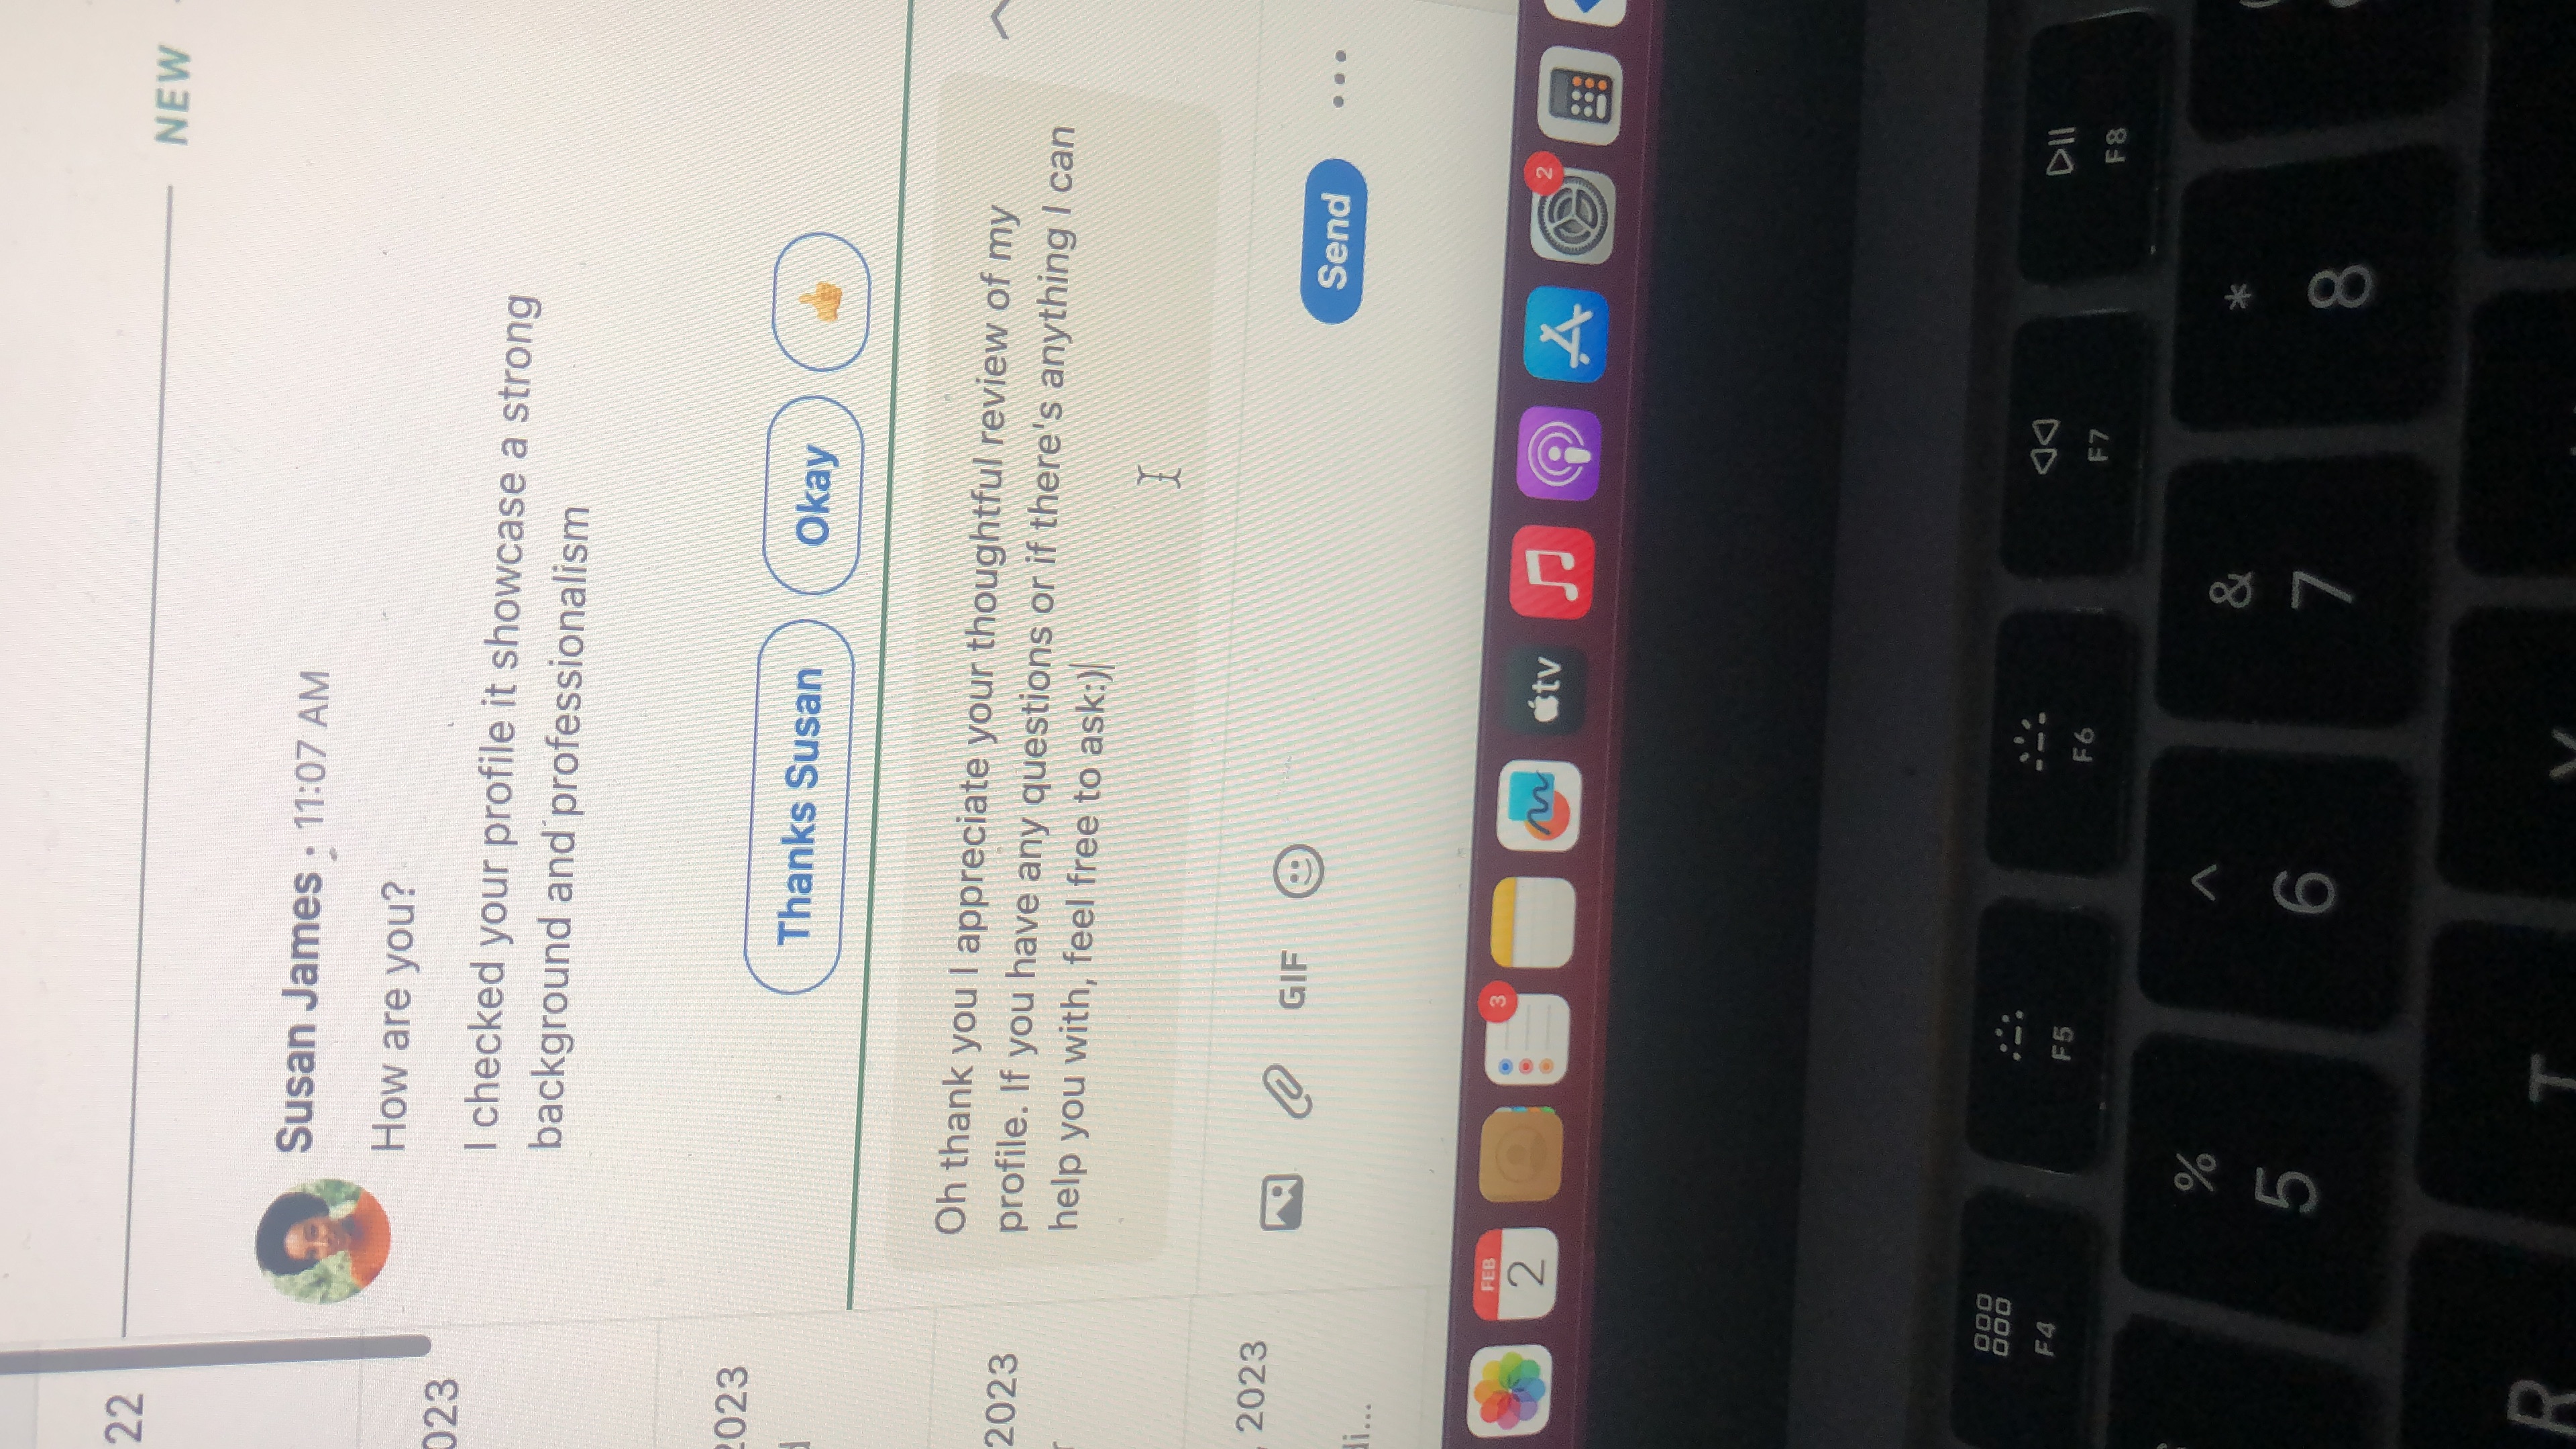 22
NEW
Susan James · 11:07 AM
How are you?
023
I checked your profile it showcase a strong
background and professionalism
2023
d
Thanks Susan
Okay
Oh thank you I appreciate your thoughtful review of my
profile. If you have any questions or if there's anything I can
help you with, feel free to ask:)
2023
r
, 2023
di...
GIF
Send
FEB
2
3
tv
2
F4
F5
F6
F7
F8
%
^
&
*
5
6
7
8
R
T
Y